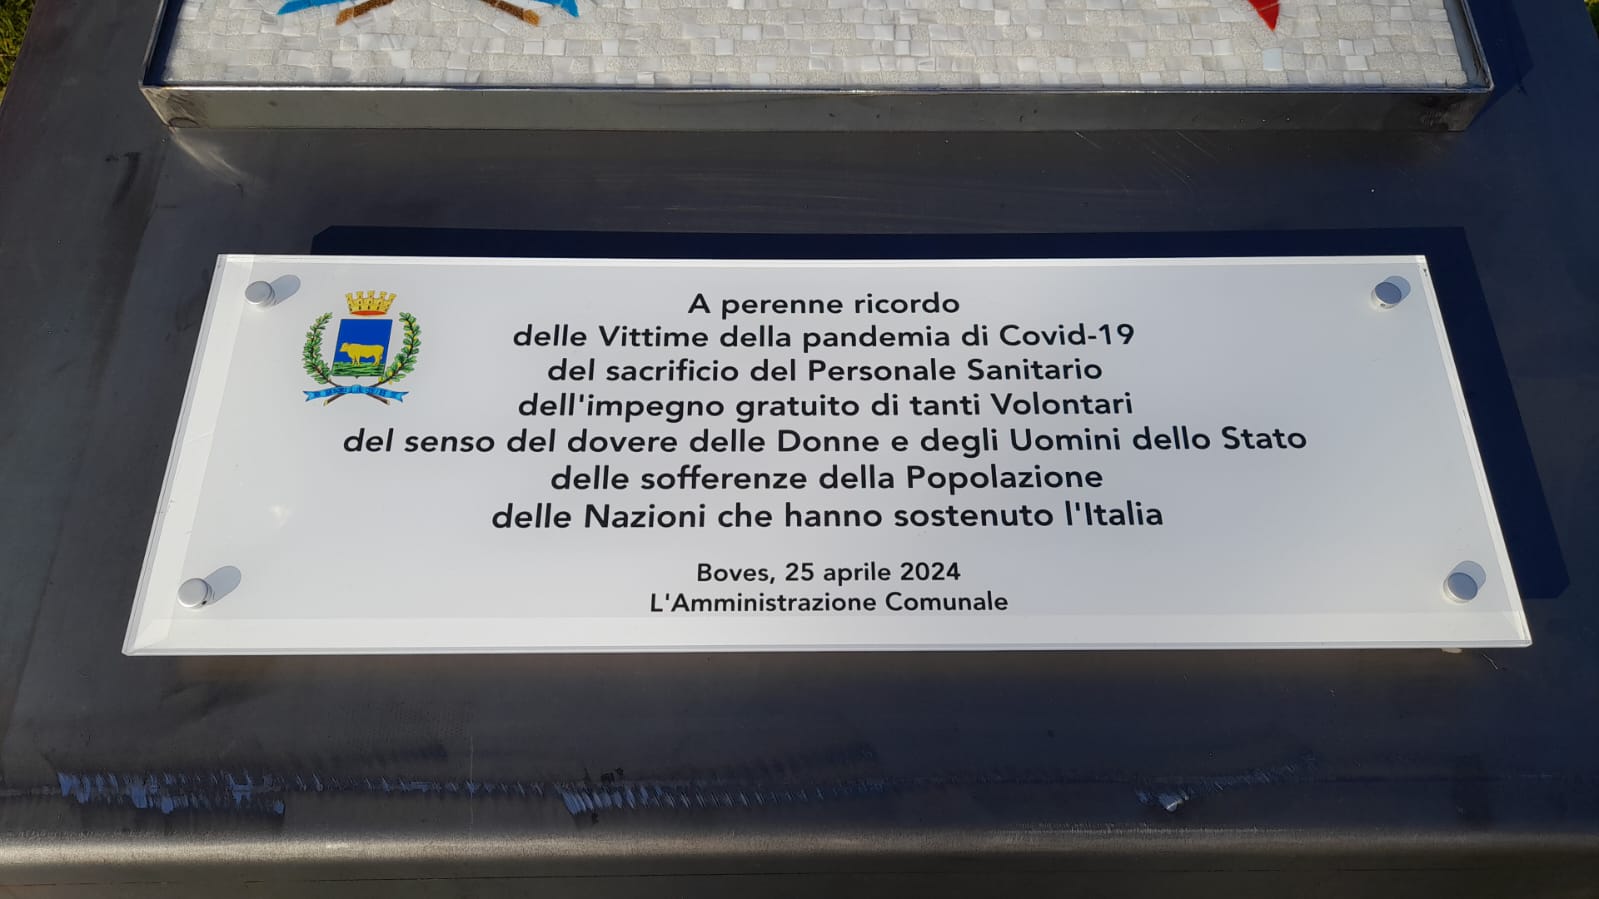 A perenne ricordo
delle Vittime della pandemia di Covid-19
del sacrificio del Personale Sanitario
dell'impegno gratuito di tanti Volontari
del senso del dovere delle Donne e degli Uomini dello Stato
delle sofferenze della Popolazione
delle Nazioni che hanno sostenuto l'Italia
Boves, 25 aprile 2024
L'Amministrazione Comunale